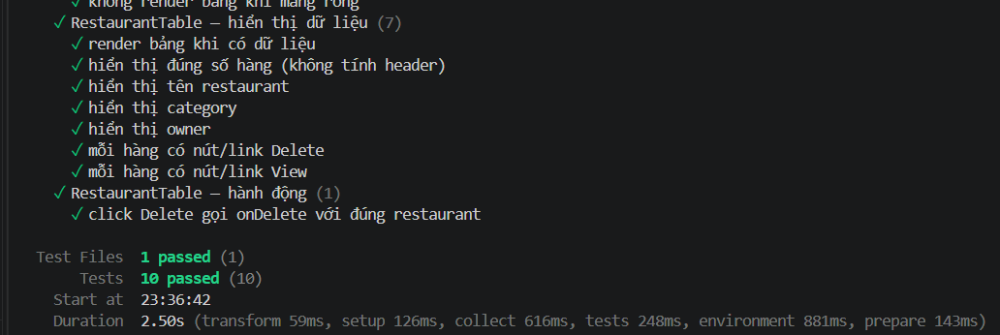 ✓ không render bảng khi mảng rỗng
✓ RestaurantTable — hiển thị dữ liệu (7)
✓ render bảng khi có dữ liệu
✓ hiển thị đúng số hàng (không tính header)
✓ hiển thị tên restaurant
✓ hiển thị category
✓ hiển thị owner
✓ mỗi hàng có nút/link Delete
✓ mỗi hàng có nút/link View
✓ RestaurantTable — hành động (1)
✓ click Delete gọi onDelete với đúng restaurant
Test Files 1 passed (1)
Tests 10 passed (10)
Start at 23:36:42
Duration 2.50s (transform 59ms, setup 126ms, collect 616ms, tests 248ms, environment 881ms, prepare 143ms)